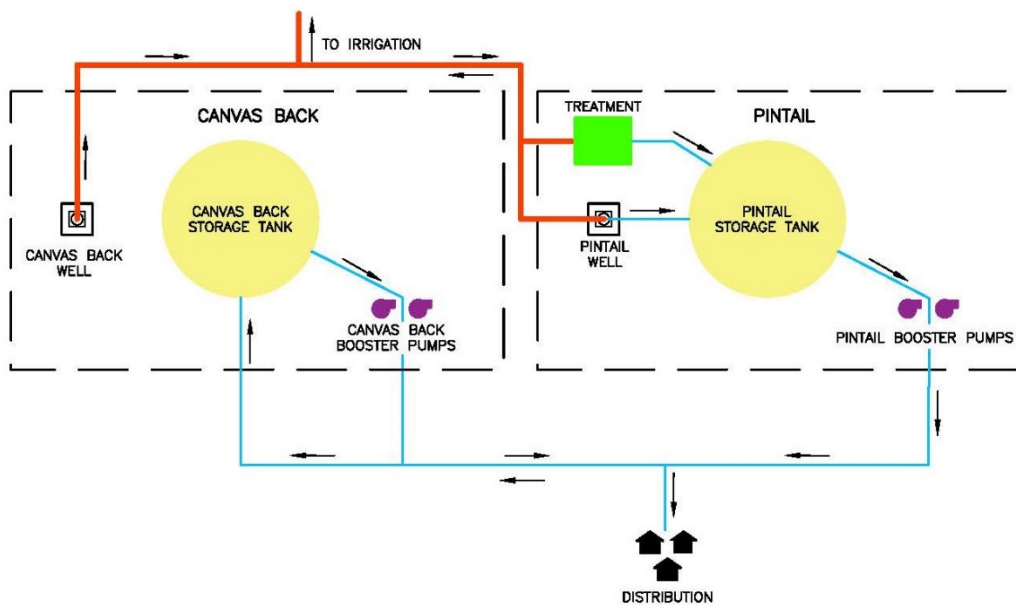 TO IRRIGATION
CANVAS BACK
TREATMENT
PINTAIL
CANVAS BACK
STORAGE TANK
PINTAIL
STORAGE TANK
CANVAS BACK
WELL
PINTAIL
WELL
CANVAS BACK
BOOSTER PUMPS
PINTAIL BOOSTER PUMPS
DISTRIBUTION